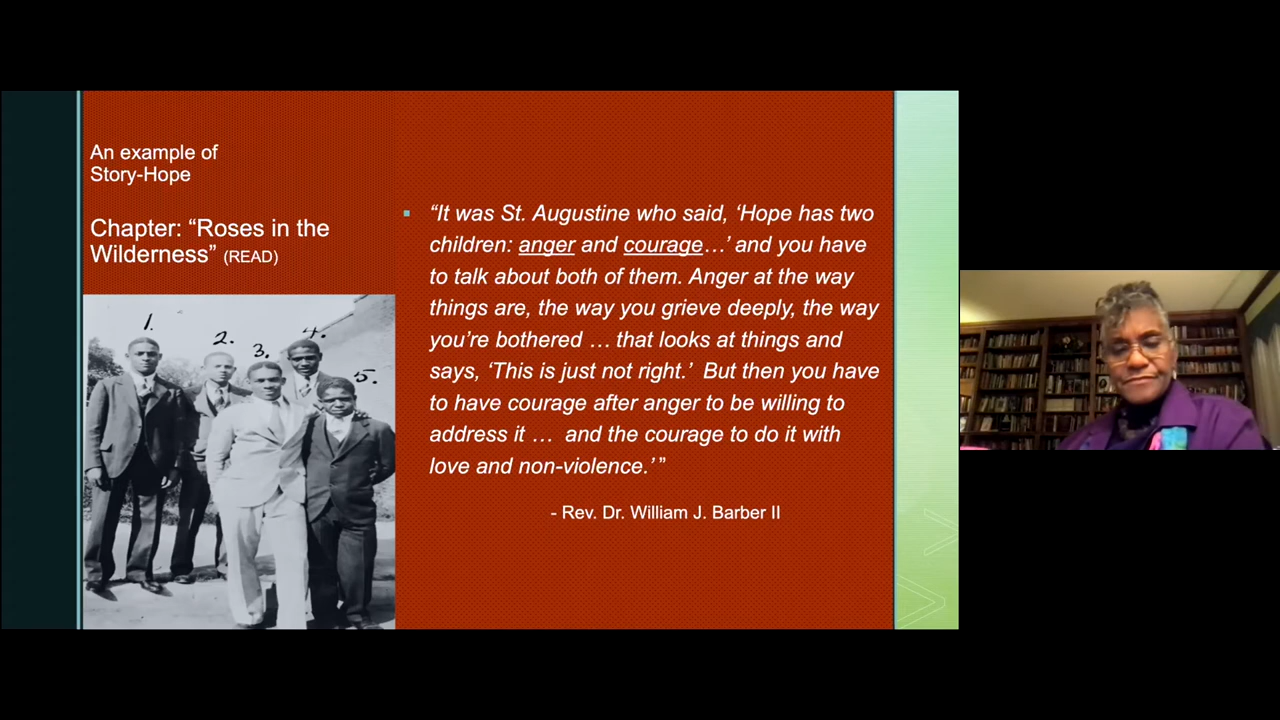 An example of
Story-Hope
Chapter: “Roses in the
Wilderness” (READ)
1.
2.
3.
4.
5.
“It was St. Augustine who said, ‘Hope has two
children: anger and courage…’ and you have
to talk about both of them. Anger at the way
things are, the way you grieve deeply, the way
you’re bothered … that looks at things and
says, ‘This is just not right.’ But then you have
to have courage after anger to be willing to
address it … and the courage to do it with
love and non-violence.’ ”
- Rev. Dr. William J. Barber II